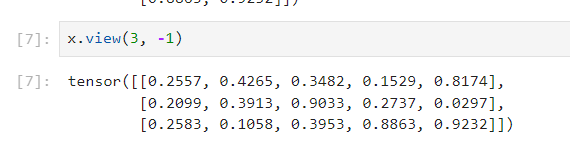 [7]: x.view(3, -1)
[7]: tensor([[0.2557, 0.4265, 0.3482, 0.1529, 0.8174],
[0.2099, 0.3913, 0.9033, 0.2737, 0.0297],
[0.2583, 0.1058, 0.3953, 0.8863, 0.9232]])